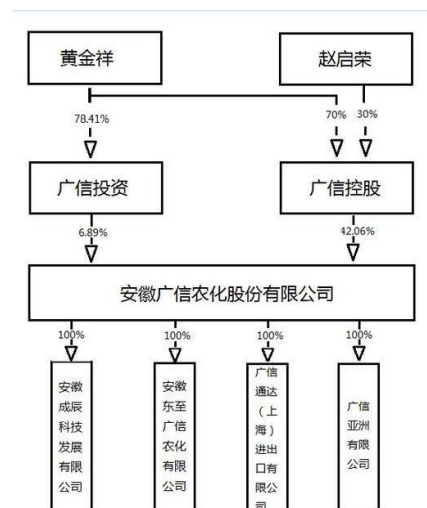 黄金祥
赵启荣
78.41%
70%
30%
广信投资
广信控股
6.89%
42.06%
安徽广信农化股份有限公司
100%
100%
100%
100%
安徽
成辰
科技
发展
有限
公司
安徽
东至
广信
农化
有限
公司
广信
通达
（上
海）
进出
口有
限公
司
广信
亚洲
有限
公司